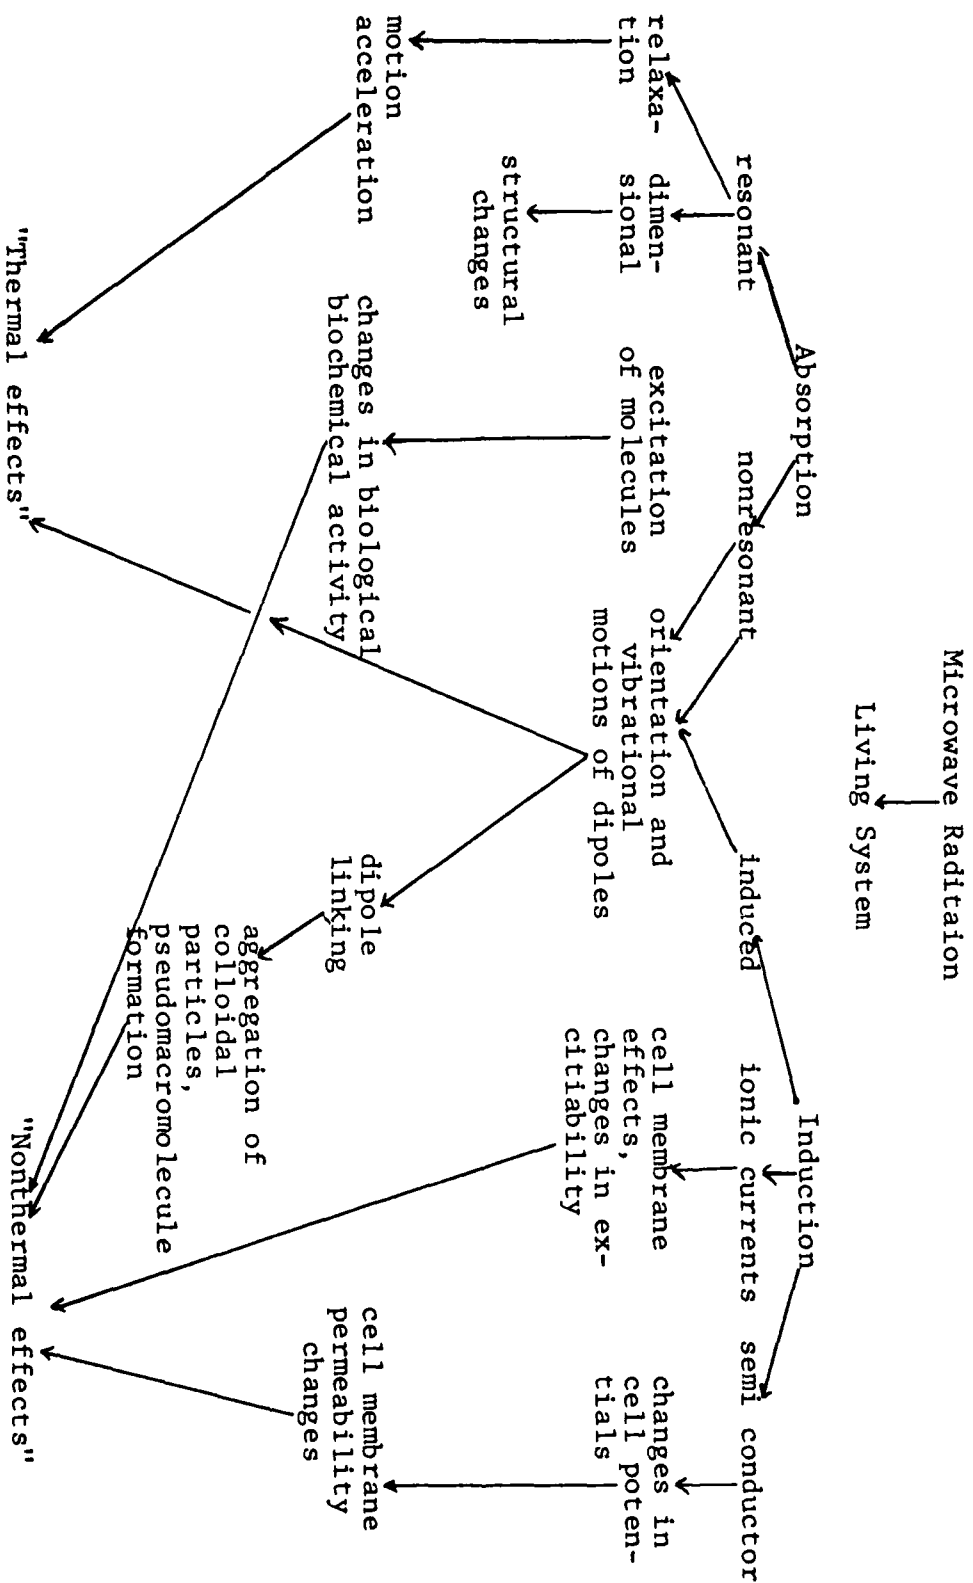 Microwave Raditaion
Living System
Absorption
Induction
resonant
nonresonant
induced
ionic currents
semi conductor
relaxa-
tion
dimen-
sional
excitation
of molecules
orientation and
vibrational
motions of dipoles
cell membrane
effects,
changes in ex-
citiability
changes in
cell poten-
tials
structural
changes
motion
acceleration
changes in biological
biochemical activity
dipole
linking
cell membrane
permeability
changes
aggregation of
colloidal
particles,
pseudomacromolecule
formation
"Thermal effects"
"Nonthermal effects"